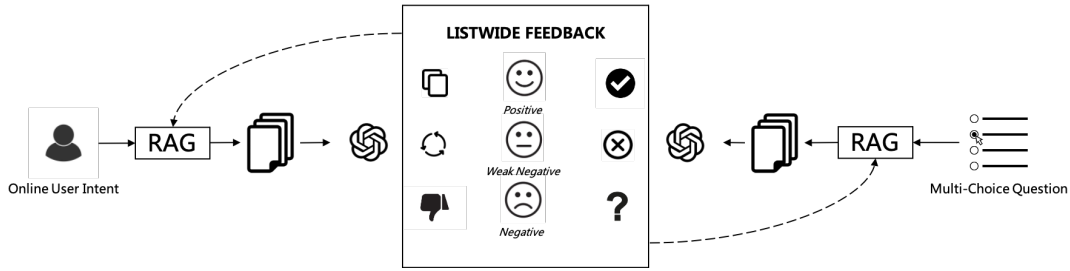 LISTWIDE FEEDBACK
Positive
RAG
RAG
Weak Negative
Online User Intent
Multi-Choice Question
Negative
?